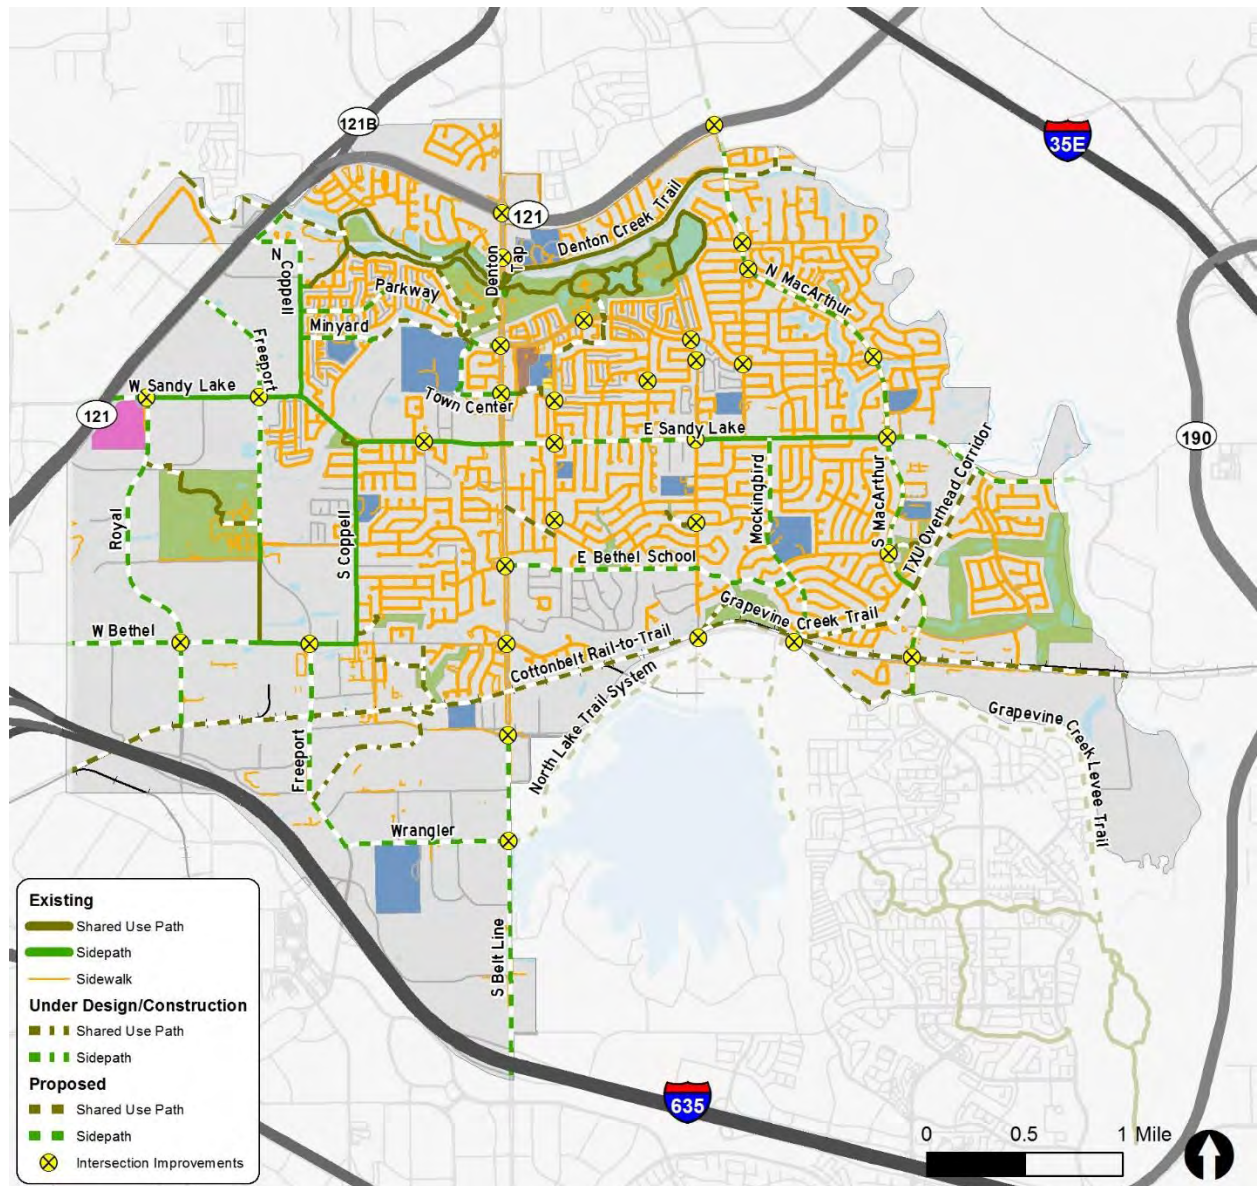 121B
35E
121
Denton Creek Trail
Denton
Tap
N
Coppell
Parkway
N MacArthur
Minyard
Freeport
W Sandy Lake
Town Center
121
E Sandy Lake
190
TXU Overhead Corridor
Mockingbird
S MacArthur
Royal
S Coppell
E Bethel School
Grapevine Creek Trail
W Bethel
Cottonbelt Rail-to-Trail
North Lake Trail System
Grapevine Creek Levee Trail
Freeport
Wrangler
S Belt Line
635
Existing
Shared Use Path
Sidepath
Sidewalk
Under Design/Construction
Shared Use Path
Sidepath
Proposed
Shared Use Path
Sidepath
Intersection Improvements
0 0.5 1 Mile